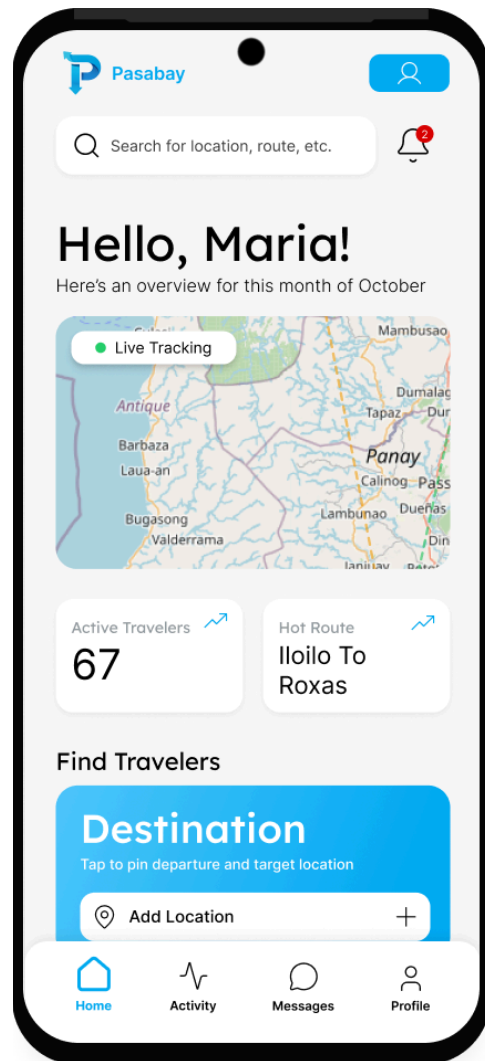 Pasabay
Search for location, route, etc.
2
Hello, Maria!
Here's an overview for this month of October
Live Tracking
Mambusao
Antique
Dumalag
Tapaz
Dur
Barbaza
Panay
Laua-an
Calinog
Pass
Bugasong
Lambunao
Dueñas
Valderrama
Din
Janiuay
Active Travelers
67
Hot Route
Iloilo To
Roxas
Find Travelers
Destination
Tap to pin departure and target location
Add Location
Home
Activity
Messages
Profile